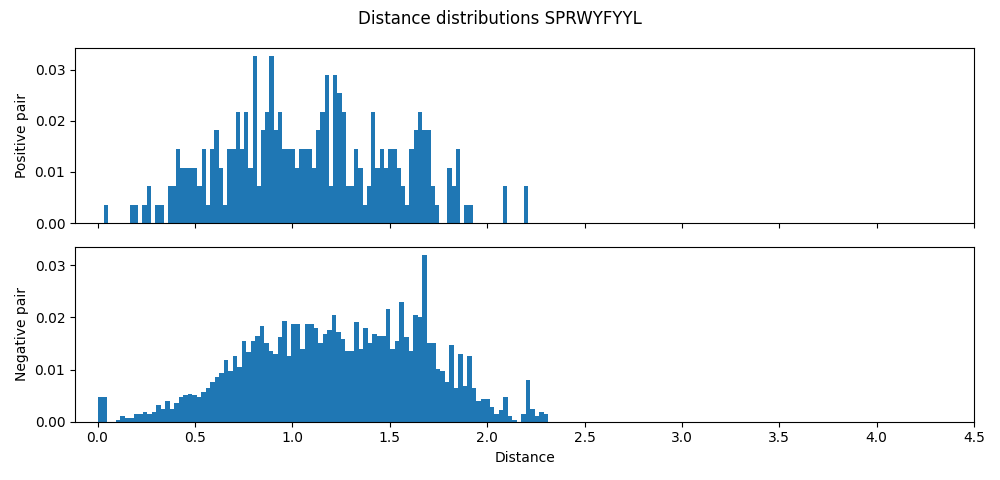 Distance distributions SPRWYFYYL
0.03
0.02
0.01
0.00
Positive pair
0.03
0.02
0.01
0.00
Negative pair
0.0 0.5 1.0 1.5 2.0 2.5 3.0 3.5 4.0 4.5
Distance